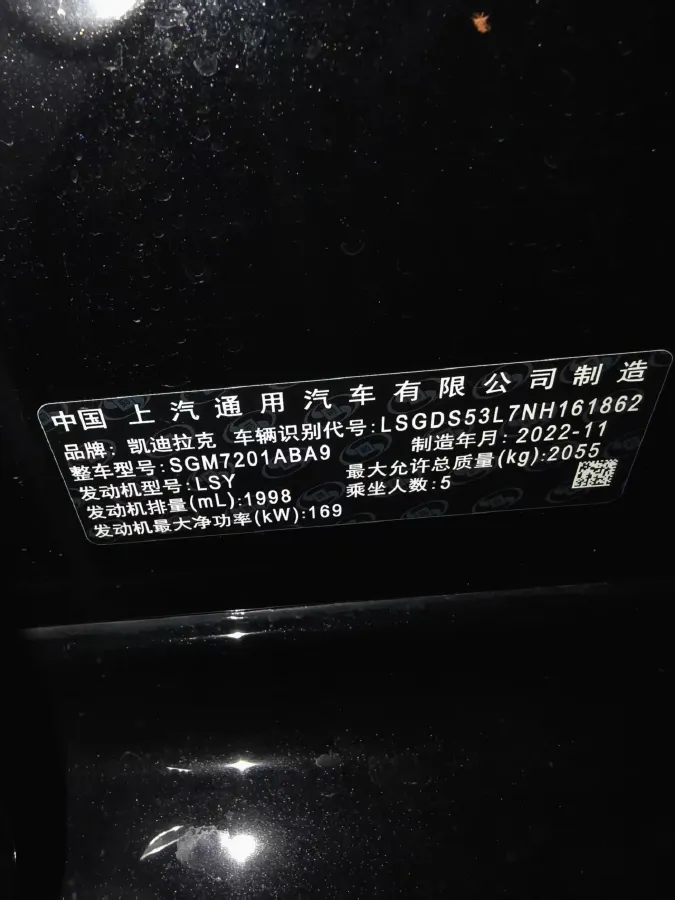 中国 上汽通用汽车有限公司制造
品牌：凯迪拉克 车辆识别代号:LSGDS53L7NH161862
整车型号:SGM7201ABA9 制造年月:2022-11
发动机型号:LSY 最大允许总质量(kg):2055
发动机排量(mL):1998 乘坐人数:5
发动机最大净功率(kW):169